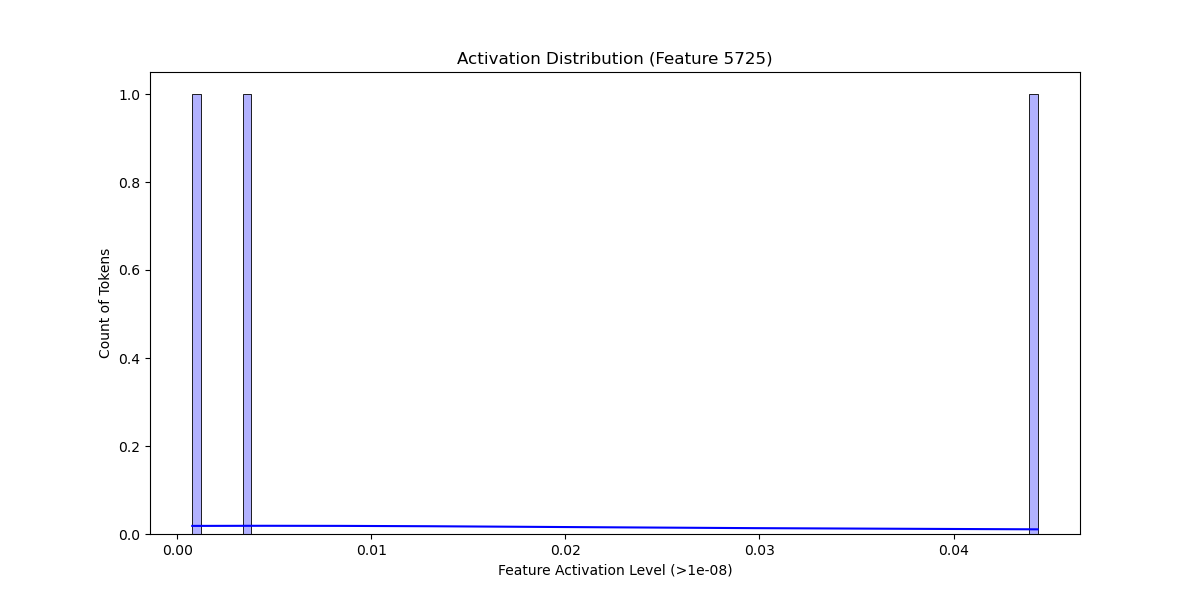 Activation Distribution (Feature 5725)
1.0
0.8
0.6
0.4
0.2
0.0
Count of Tokens
0.00 0.01 0.02 0.03 0.04
Feature Activation Level (>1e-08)